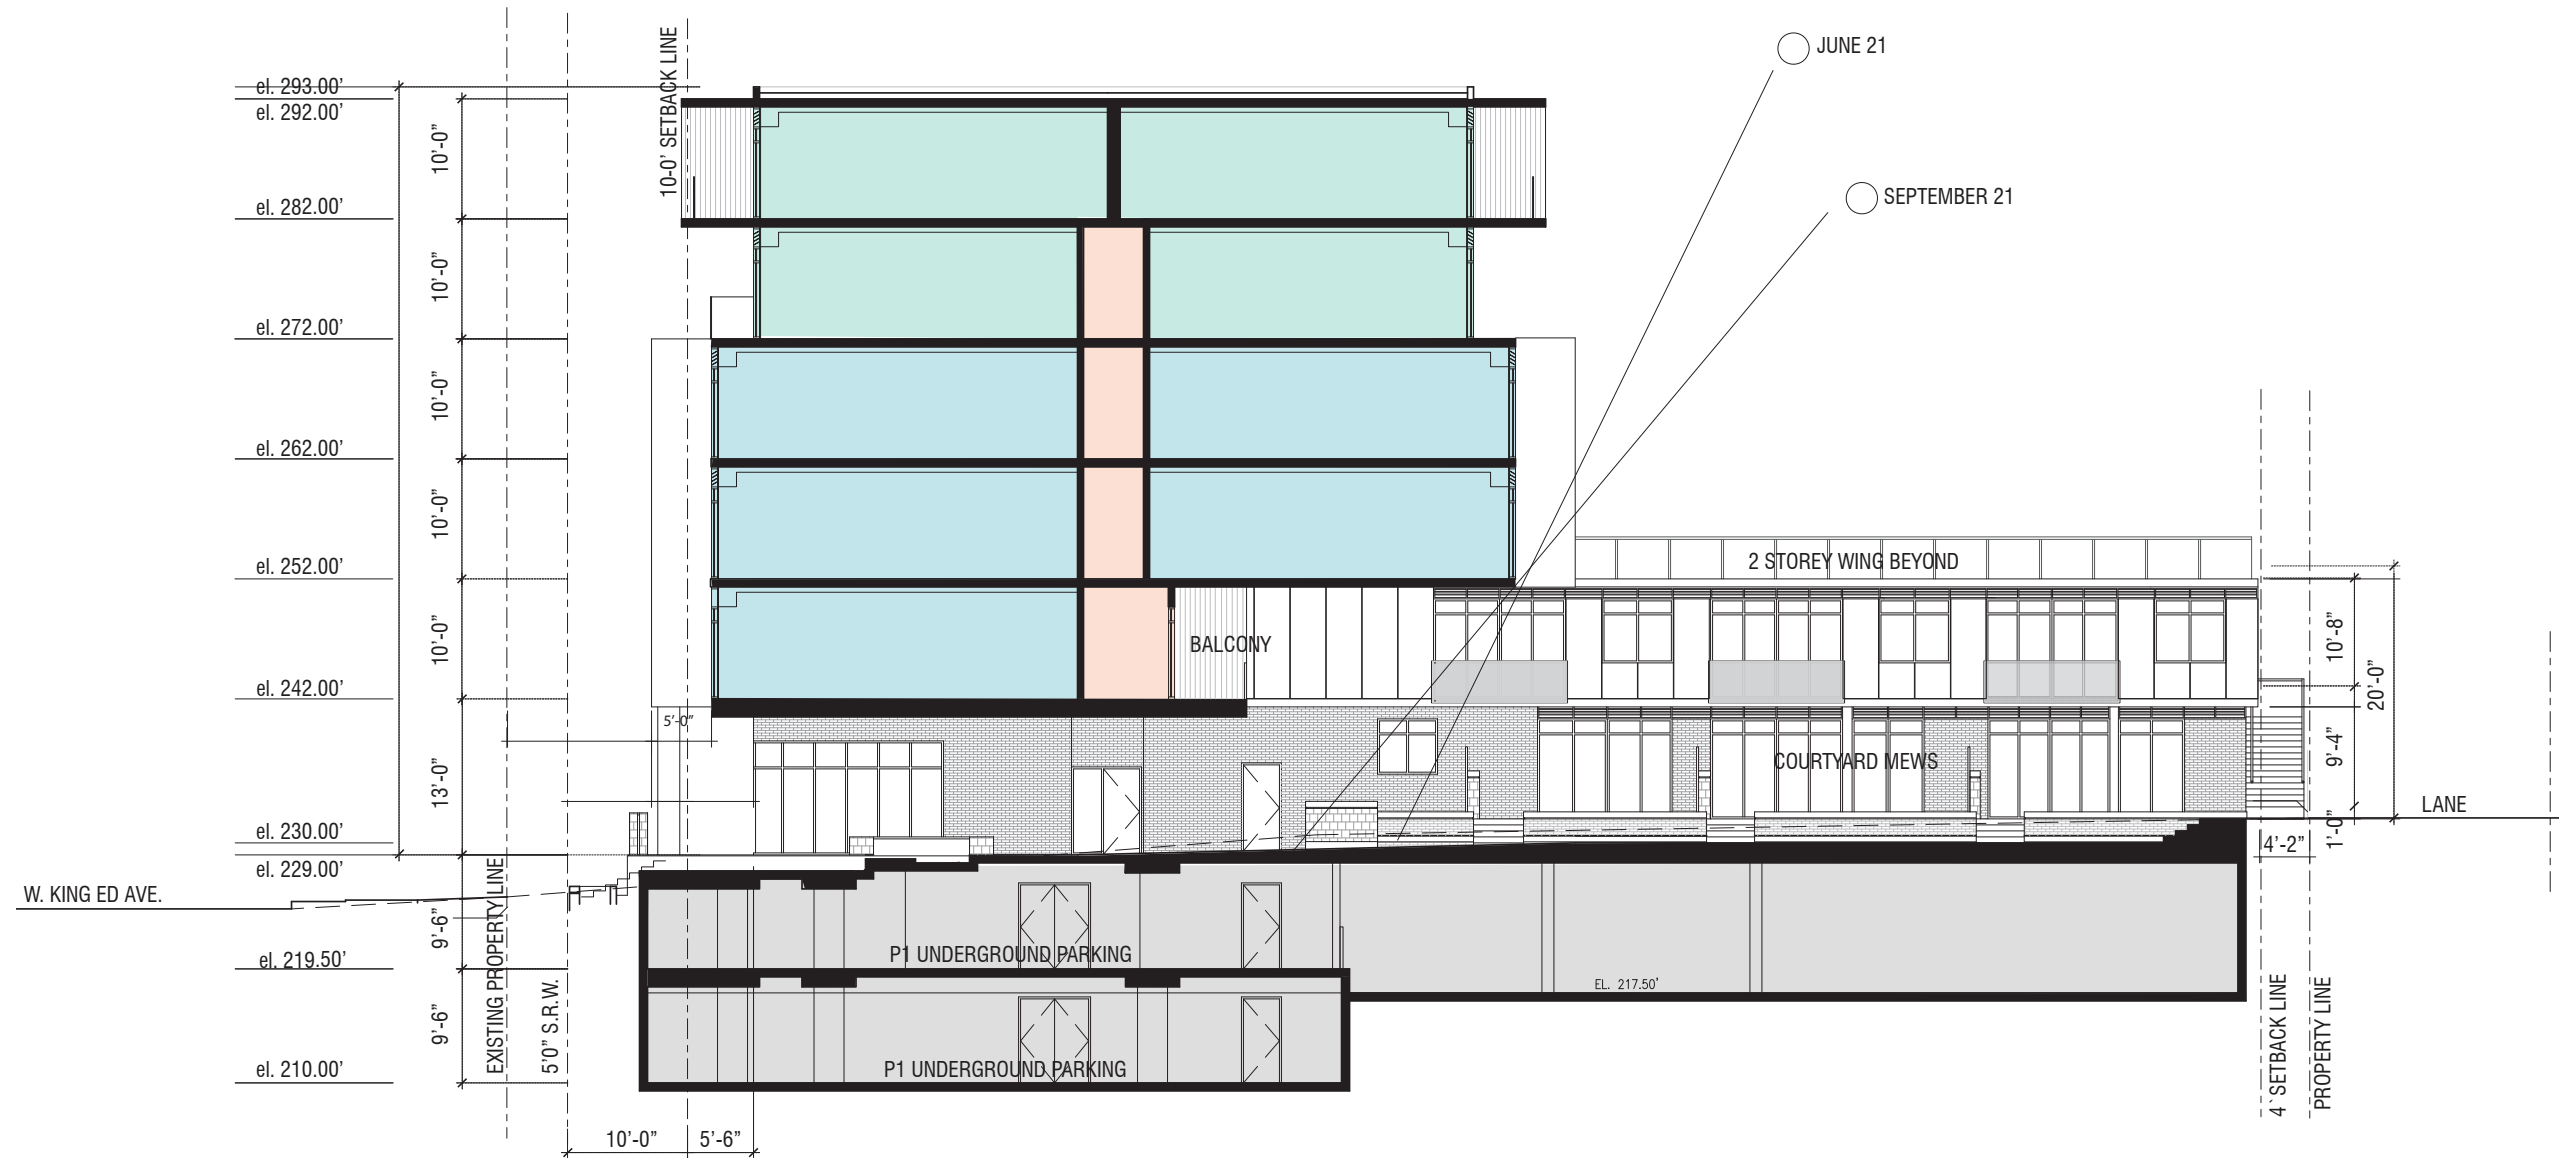 10-0' SETBACK LINE
JUNE 21
SEPTEMBER 21
el. 293.00'
el. 292.00'
10'-0"
el. 282.00'
10'-0"
el. 272.00'
10'-0"
el. 262.00'
10'-0"
el. 252.00'
10'-0"
el. 242.00'
13'-0"
el. 230.00'
el. 229.00'
9'-6"
el. 219.50'
9'-6"
el. 210.00'
W. KING ED AVE.
EXISTING PROPERTY LINE
5'0" S.R.W.
10'-0"
5'-6"
5'-0"
BALCONY
2 STOREY WING BEYOND
COURTYARD MEWS
P1 UNDERGROUND PARKING
P1 UNDERGROUND PARKING
EL. 217.50'
10'-8"
20'-0"
9'-4"
1'-0"
4'-2"
LANE
4`SETBACK LINE
PROPERTY LINE